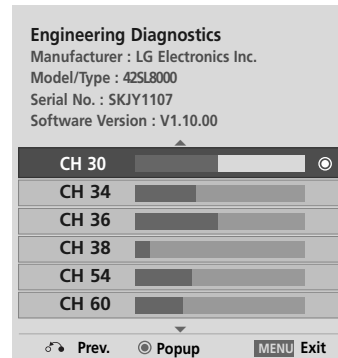 Engineering Diagnostics
Manufacturer : LG Electronics Inc.
Model/Type : 42SL8000
Serial No. : SKJY1107
Software Version : V1.10.00
CH 30
CH 34
CH 36
CH 38
CH 54
CH 60
Prev. Popup MENU Exit